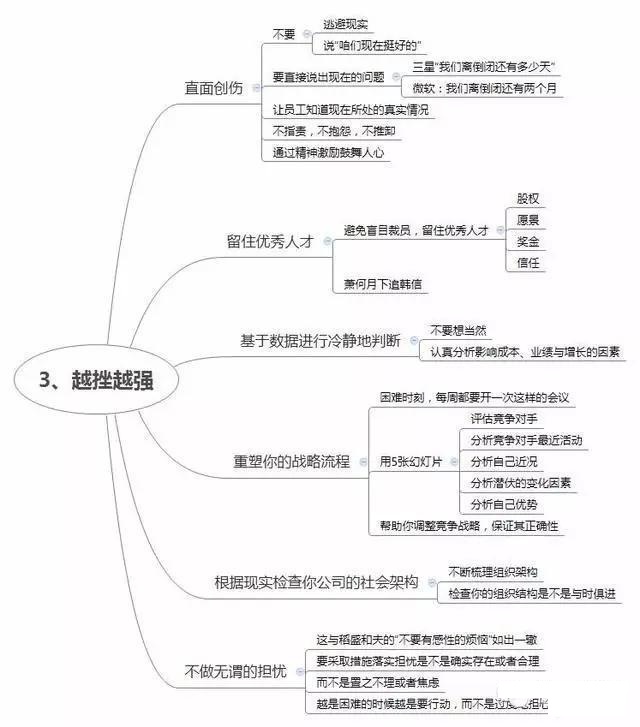 3、越挫越强
直面创伤
不要
逃避现实
说"咱们现在挺好的"
要直接说出现在的问题
三星"我们离倒闭还有多少天"
微软：我们离倒闭还有两个月
让员工知道现在所处的真实情况
不指责，不抱怨，不推卸
通过精神激励鼓舞人心
留住优秀人才
避免盲目裁员，留住优秀人才
股权
愿景
奖金
信任
萧何月下追韩信
基于数据进行冷静地判断
不要想当然
认真分析影响成本、业绩与增长的因素
重塑你的战略流程
困难时刻，每周都要开一次这样的会议
用5张幻灯片
评估竞争对手
分析竞争对手最近活动
分析自己近况
分析潜伏的变化因素
分析自己优势
帮助你调整竞争战略，保证其正确性
根据现实检查你公司的社会架构
不断梳理组织架构
检查你的组织结构是不是与时俱进
不做无谓的担忧
这与稻盛和夫的"不要有感性的烦恼"如出一辙
要采取措施落实担忧是不是确实存在或者合理
而不是置之不理或者焦虑
越是困难的时候越是要行动，而不是过度地担心